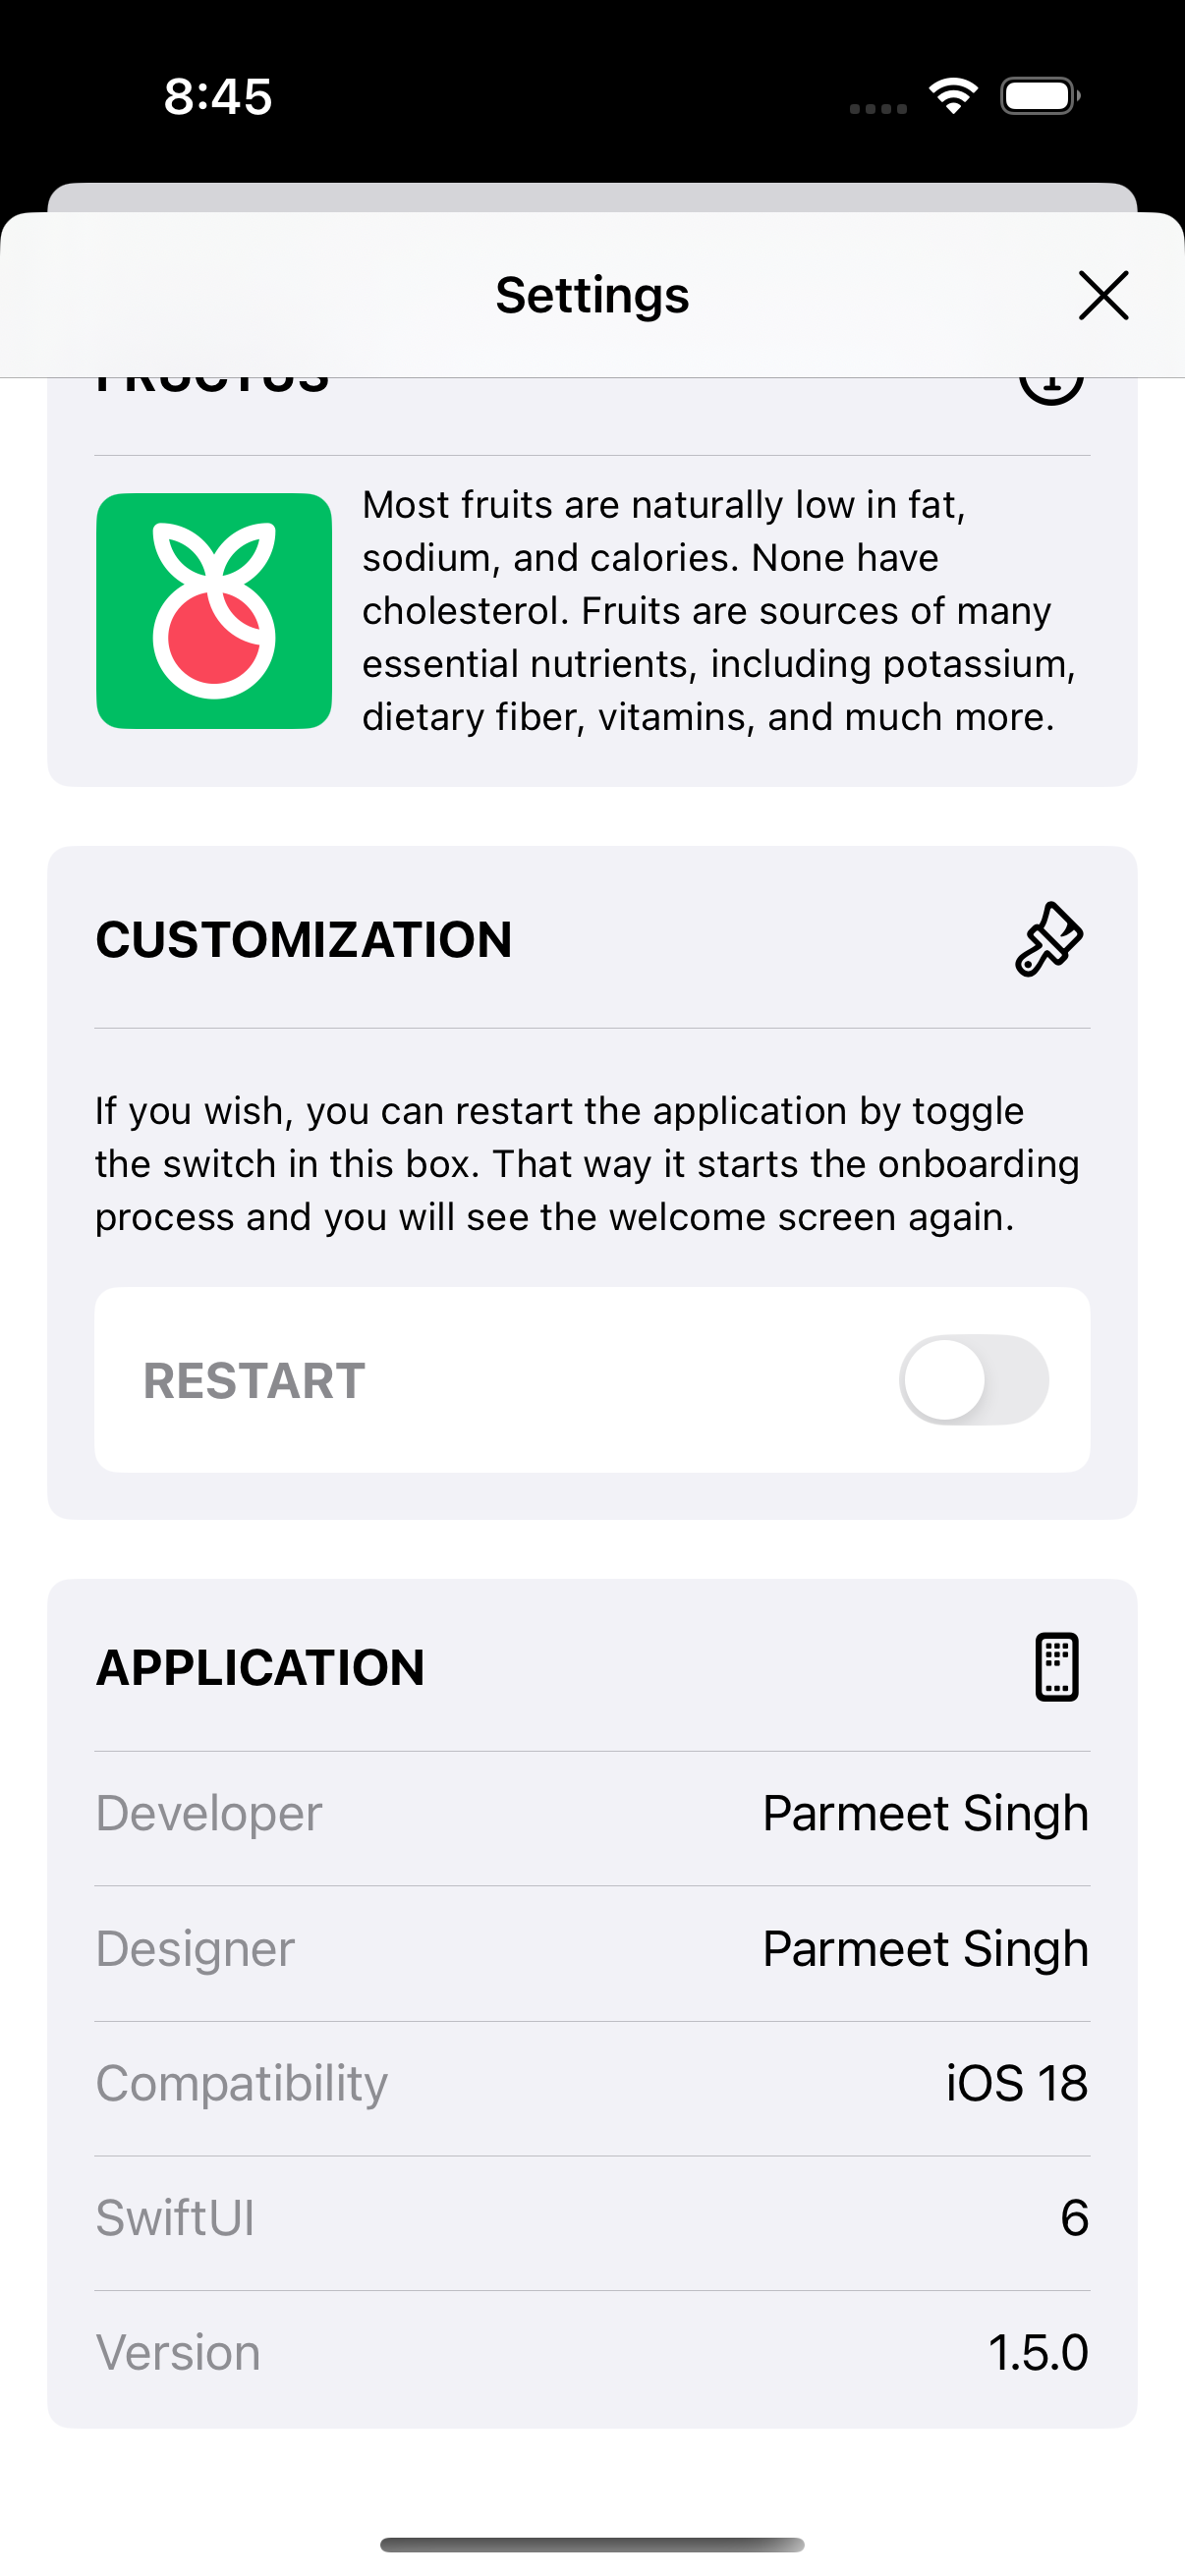 8:45
Settings
FRUCTUS
Most fruits are naturally low in fat,
sodium, and calories. None have
cholesterol. Fruits are sources of many
essential nutrients, including potassium,
dietary fiber, vitamins, and much more.
CUSTOMIZATION
If you wish, you can restart the application by toggle
the switch in this box. That way it starts the onboarding
process and you will see the welcome screen again.
RESTART
APPLICATION
Developer Parmeet Singh
Designer Parmeet Singh
Compatibility iOS 18
SwiftUI 6
Version 1.5.0